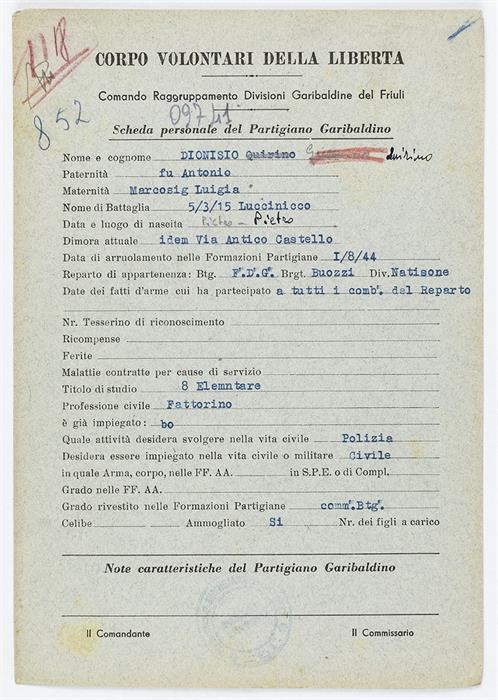 1118
852
CORPO VOLONTARI DELLA LIBERTA
Comando Raggruppamento Divisioni Garibaldine del Friuli
09741
Scheda personale del Partigiano Garibaldino
Nome e cognome DIONISIO Quirino Quirino
Paternità fu Antonio
Maternità Marcosig Luigia
Nome di Battaglia 5/3/15 Luccinicco
Data e luogo di nascita Pietro - Pietro
Dimora attuale idem Via Antico Castello
Data di arruolamento nelle Formazioni Partigiane I/8/44
Reparto di appartenenza: Btg. F.D.G. Brgt. Buozzi Div. Natisone
Date dei fatti d'arme cui ha partecipato a tutti i comb. del Reparto
Nr. Tesserino di riconoscimento
Ricompense
Ferite
Malattie contratte per cause di servizio
Titolo di studio 8 Elemntare
Professione civile Fattorino
è già impiegato: bo
Quale attività desidera svolgere nella vita civile Polizia
Desidera essere impiegato nella vita civile o militare Civile
in quale Arma, corpo, nelle FF. AA. in S.P.E. o di Compl.
Grado nelle FF. AA.
Grado rivestito nelle Formazioni Partigiane comm. Btg.
Celibe Ammogliato Si Nr. dei figli a carico
Note caratteristiche del Partigiano Garibaldino
Il Comandante Il Commissario